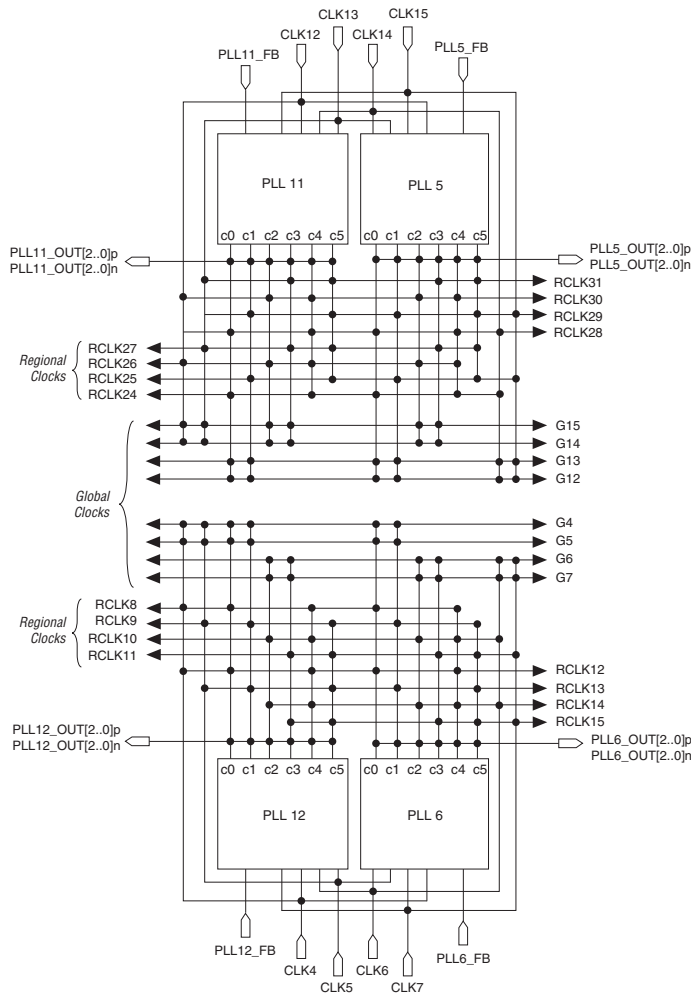 CLK13 CLK15
CLK12 CLK14
PLL11_FB PLL5_FB
PLL 11 PLL 5
c0 c1 c2 c3 c4 c5 c0 c1 c2 c3 c4 c5
PLL11_OUT[2..0]p PLL5_OUT[2..0]p
PLL11_OUT[2..0]n PLL5_OUT[2..0]n
RCLK31
RCLK30
RCLK29
RCLK28
Regional
Clocks
RCLK27
RCLK26
RCLK25
RCLK24
G15
G14
G13
G12
Global
Clocks
G4
G5
G6
G7
Regional
Clocks
RCLK8
RCLK9
RCLK10
RCLK11
RCLK12
RCLK13
RCLK14
RCLK15
PLL12_OUT[2..0]p PLL6_OUT[2..0]p
PLL12_OUT[2..0]n PLL6_OUT[2..0]n
c0 c1 c2 c3 c4 c5 c0 c1 c2 c3 c4 c5
PLL 12 PLL 6
PLL12_FB PLL6_FB
CLK4 CLK6
CLK5 CLK7